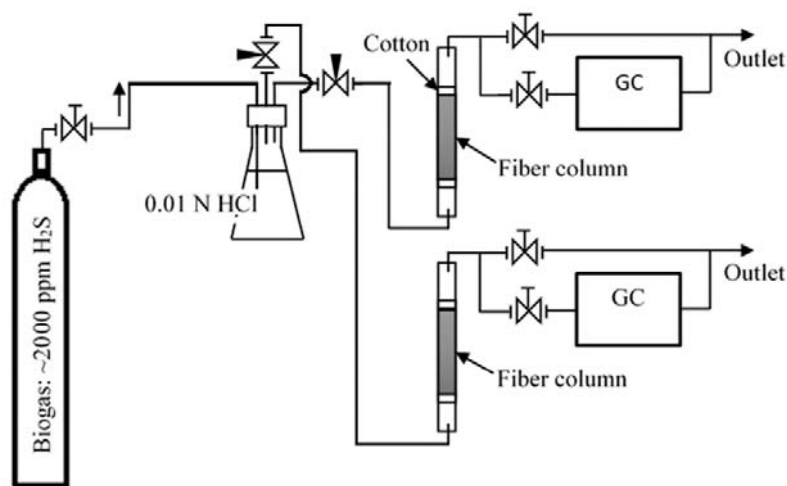 Cotton
GC
Outlet
Fiber column
0.01 N HCl
Biogas: ~2000 ppm H₂S
GC
Outlet
Fiber column